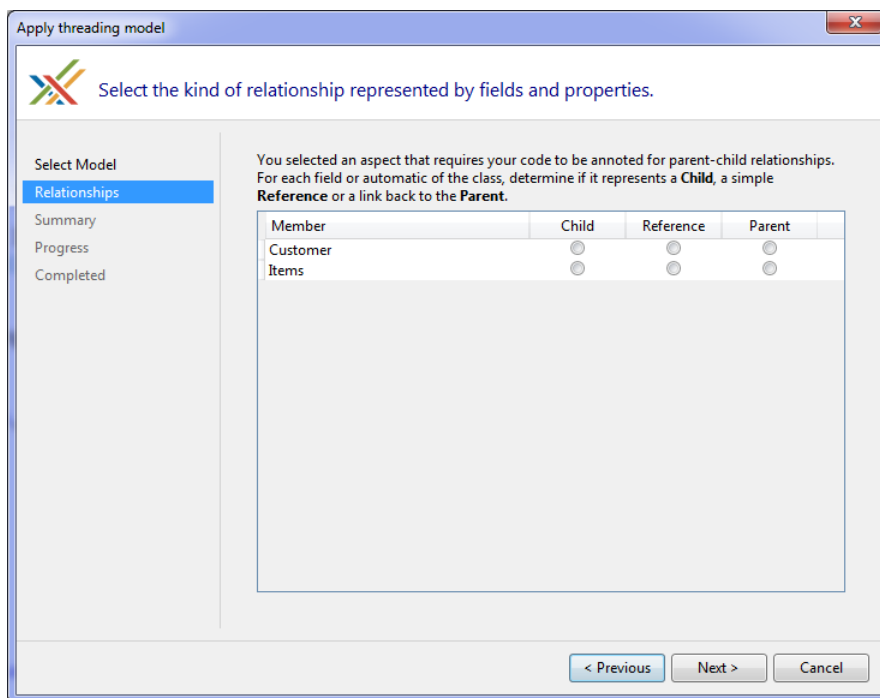 Apply threading model
X
Select the kind of relationship represented by fields and properties.
Select Model
Relationships
Summary
Progress
Completed
You selected an aspect that requires your code to be annoted for parent-child relationships.
For each field or automatic of the class, determine if it represents a Child, a simple
Reference or a link back to the Parent.
Member Child Reference Parent
Customer
Items
< Previous Next > Cancel